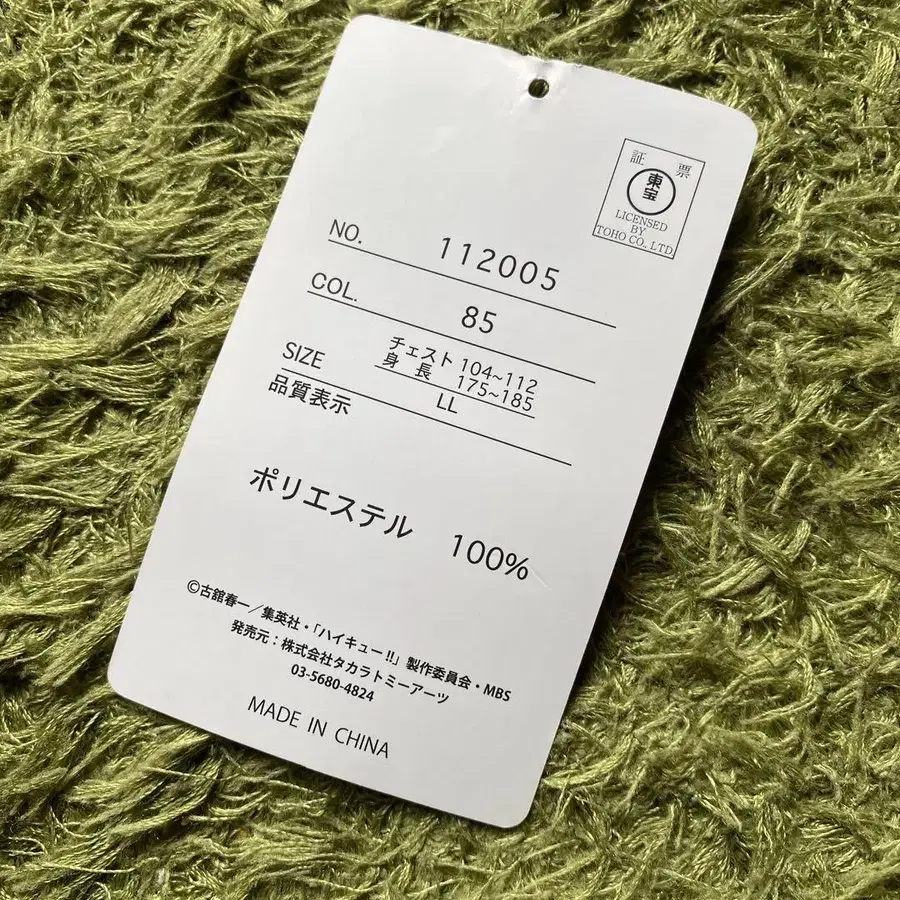 証 票
東宝
LICENSED
BY
TOHO CO., LTD
NO. 112005
COL. 85
SIZE チェスト 104~112
身長 175~185
LL
品質表示
ポリエステル 100%
©古舘春一／集英社・「ハイキュー!!」製作委員会・MBS
発売元：株式会社タカラトミーアーツ
03-5680-4824
MADE IN CHINA